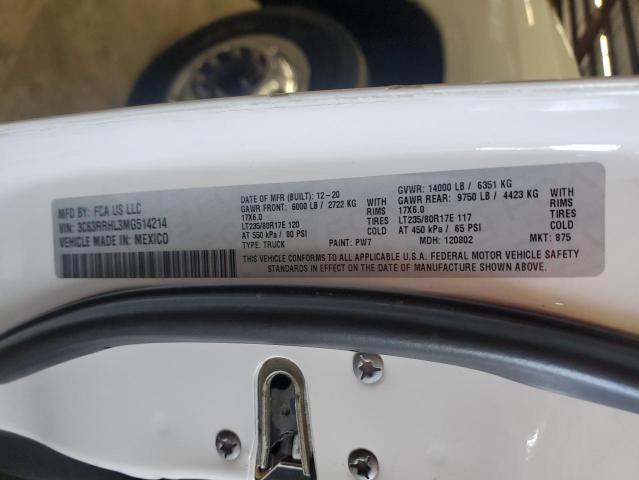 MFD BY: FCA US LLC
VIN: 3C63RRHL3MG514214
VEHICLE MADE IN: MEXICO
DATE OF MFR (BUILT): 12-20
GAWR FRONT: 6000 LB / 2722 KG WITH
17X6.0 RIMS
LT235/80R17E 120 TIRES
AT 550 kPa / 80 PSI COLD
TYPE: TRUCK PAINT: PW7
GVWR: 14000 LB / 6351 KG
GAWR REAR: 9750 LB / 4423 KG WITH
17X6.0 RIMS
LT235/80R17E 117 TIRES
AT 450 kPa / 65 PSI COLD
MDH: 120802 MKT: 875
THIS VEHICLE CONFORMS TO ALL APPLICABLE U.S.A. FEDERAL MOTOR VEHICLE SAFETY
STANDARDS IN EFFECT ON THE DATE OF MANUFACTURE SHOWN ABOVE.